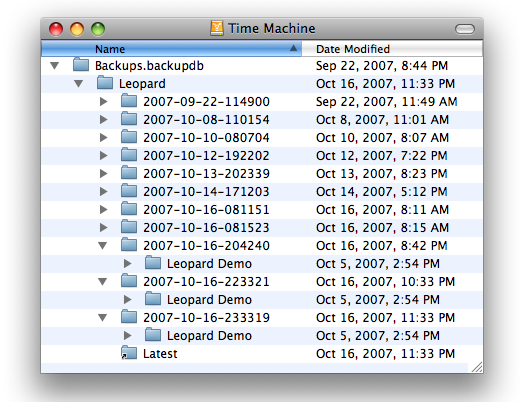 Time Machine
Name Date Modified
Backups.backupdb Sep 22, 2007, 8:44 PM
Leopard Oct 16, 2007, 11:33 PM
2007-09-22-114900 Sep 22, 2007, 11:49 AM
2007-10-08-110154 Oct 8, 2007, 11:01 AM
2007-10-10-080704 Oct 10, 2007, 8:07 AM
2007-10-12-192202 Oct 12, 2007, 7:22 PM
2007-10-13-202339 Oct 13, 2007, 8:23 PM
2007-10-14-171203 Oct 14, 2007, 5:12 PM
2007-10-16-081151 Oct 16, 2007, 8:11 AM
2007-10-16-081523 Oct 16, 2007, 8:15 AM
2007-10-16-204240 Oct 16, 2007, 8:42 PM
Leopard Demo Oct 5, 2007, 2:54 PM
2007-10-16-223321 Oct 16, 2007, 10:33 PM
Leopard Demo Oct 5, 2007, 2:54 PM
2007-10-16-233319 Oct 16, 2007, 11:33 PM
Leopard Demo Oct 5, 2007, 2:54 PM
Latest Oct 16, 2007, 11:33 PM